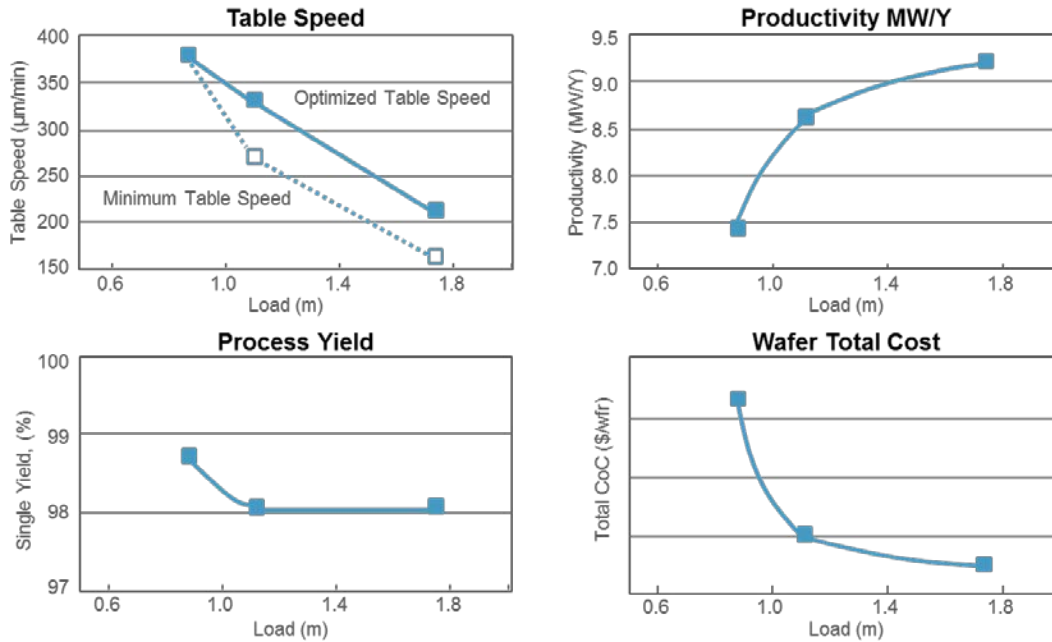 Table Speed
Table Speed (µm/min)
400
350
300
250
200
150
Optimized Table Speed
Minimum Table Speed
0.6 1.0 1.4 1.8
Load (m)
Productivity MW/Y
Productivity (MW/Y)
9.5
9.0
8.5
8.0
7.5
7.0
0.6 1.0 1.4 1.8
Load (m)
Process Yield
Single Yield, (%)
100
99
98
97
0.6 1.0 1.4 1.8
Load (m)
Wafer Total Cost
Total CoC ($/wfr)
0.6 1.0 1.4 1.8
Load (m)